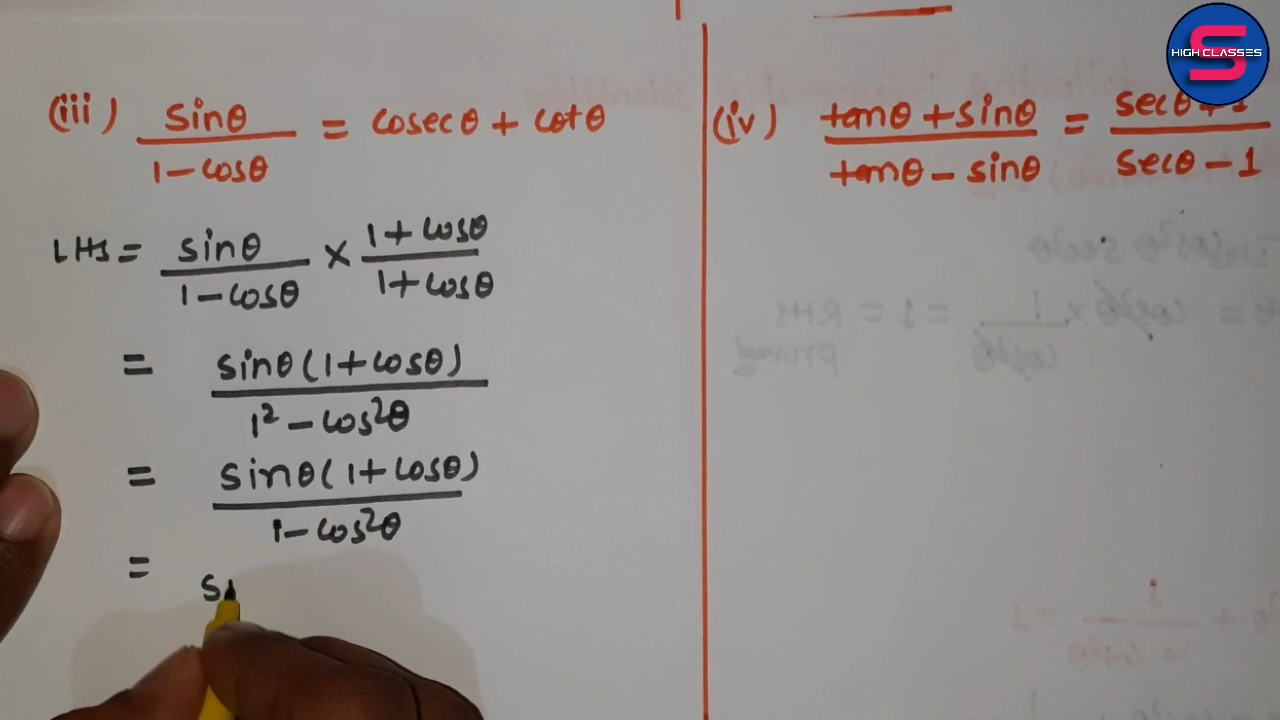 S
HIGH CLASSES
(iii) sinθ / 1 - cosθ = cosecθ + cotθ
LHS = sinθ / 1 - cosθ × 1 + cosθ / 1 + cosθ
= sinθ(1 + cosθ) / 1² - cos²θ
= sinθ(1 + cosθ) / 1 - cos²θ
= si
(iv) tanθ + sinθ / tanθ - sinθ = secθ + 1 / secθ - 1